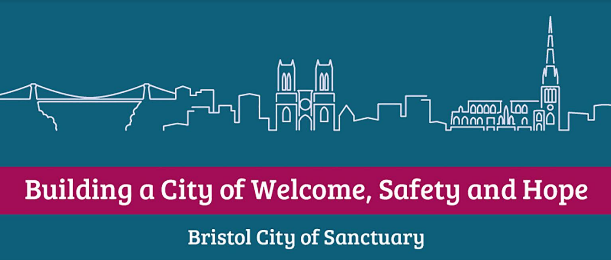 Building a City of Welcome, Safety and Hope
Bristol City of Sanctuary